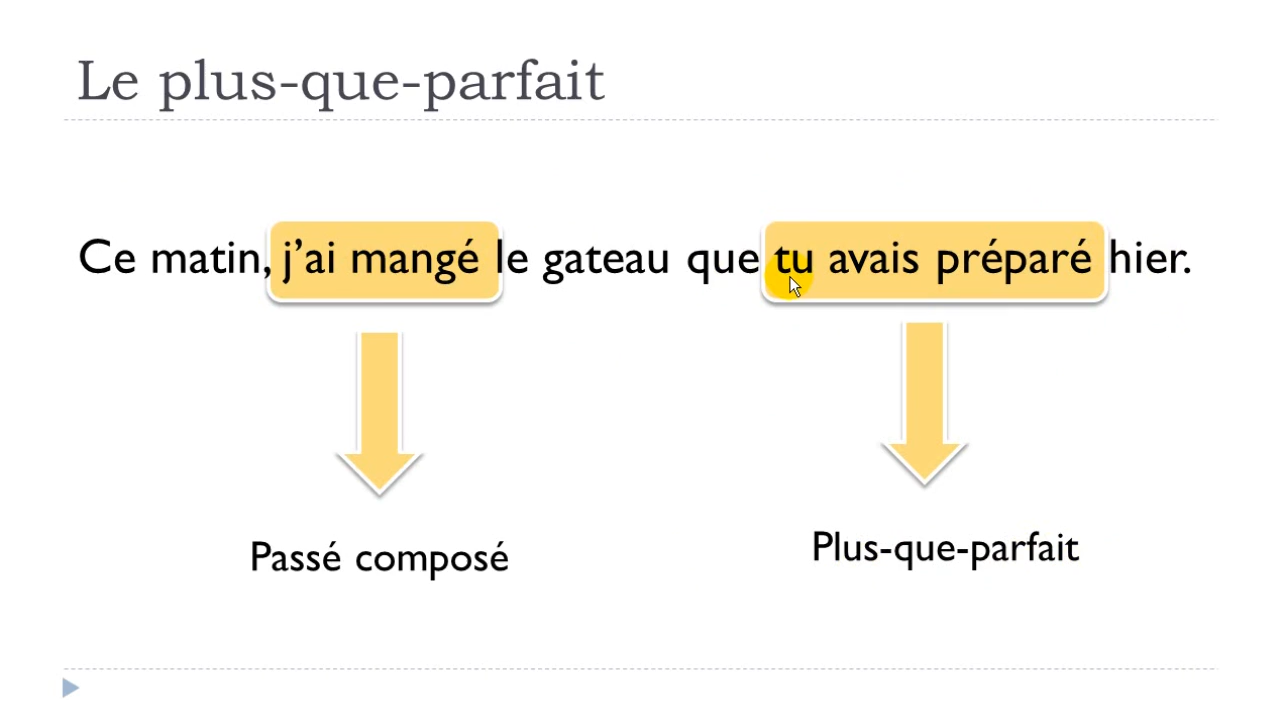 Le plus-que-parfait
Ce matin, j’ai mangé le gateau que tu avais préparé hier.
Passé composé
Plus-que-parfait